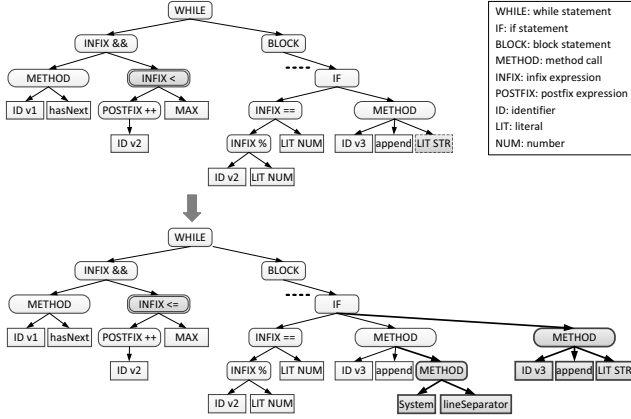 WHILE
INFIX && BLOCK
METHOD INFIX < IF
ID v1 hasNext POSTFIX ++ MAX INFIX == METHOD
ID v2 INFIX % LIT NUM ID v3 append LIT STR
ID v2 LIT NUM
WHILE: while statement
IF: if statement
BLOCK: block statement
METHOD: method call
INFIX: infix expression
POSTFIX: postfix expression
ID: identifier
LIT: literal
NUM: number
WHILE
INFIX && BLOCK
METHOD INFIX <= IF
ID v1 hasNext POSTFIX ++ MAX INFIX == METHOD METHOD
ID v2 INFIX % LIT NUM ID v3 append METHOD ID v3 append LIT STR
ID v2 LIT NUM System lineSeparator